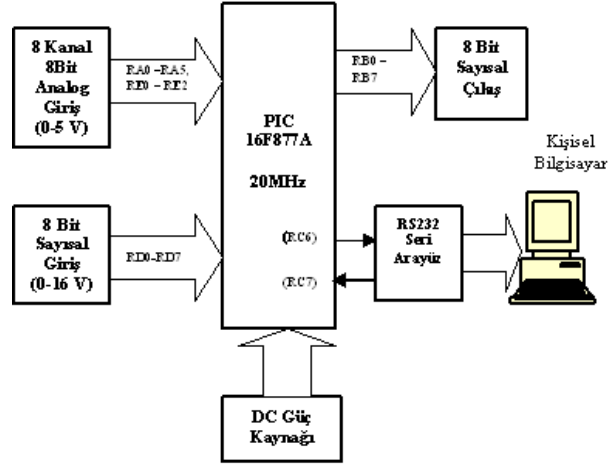 8 Kanal
8Bit
Analog
Giriş
(0-5 V)
RA0 –RA5,
RE0 – RE2
PIC
16F877A
20MHz
(RC6)
(RC7)
RB0 –
RB7
8 Bit
Sayısal
Çıkış
Kişisel
Bilgisayar
8 Bit
Sayısal
Giriş
(0-16 V)
RD0-RD7
RS232
Seri
Arayüz
DC Güç
Kaynağı